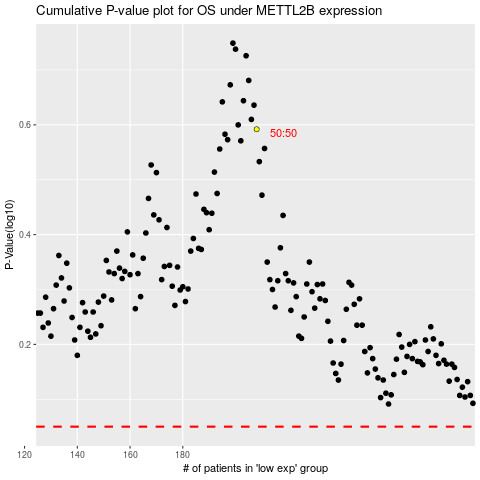 Cumulative P-value plot for OS under METTL2B expression
P-Value(log10)
0.6
0.4
0.2
50:50
120 140 160 180
# of patients in 'low exp' group